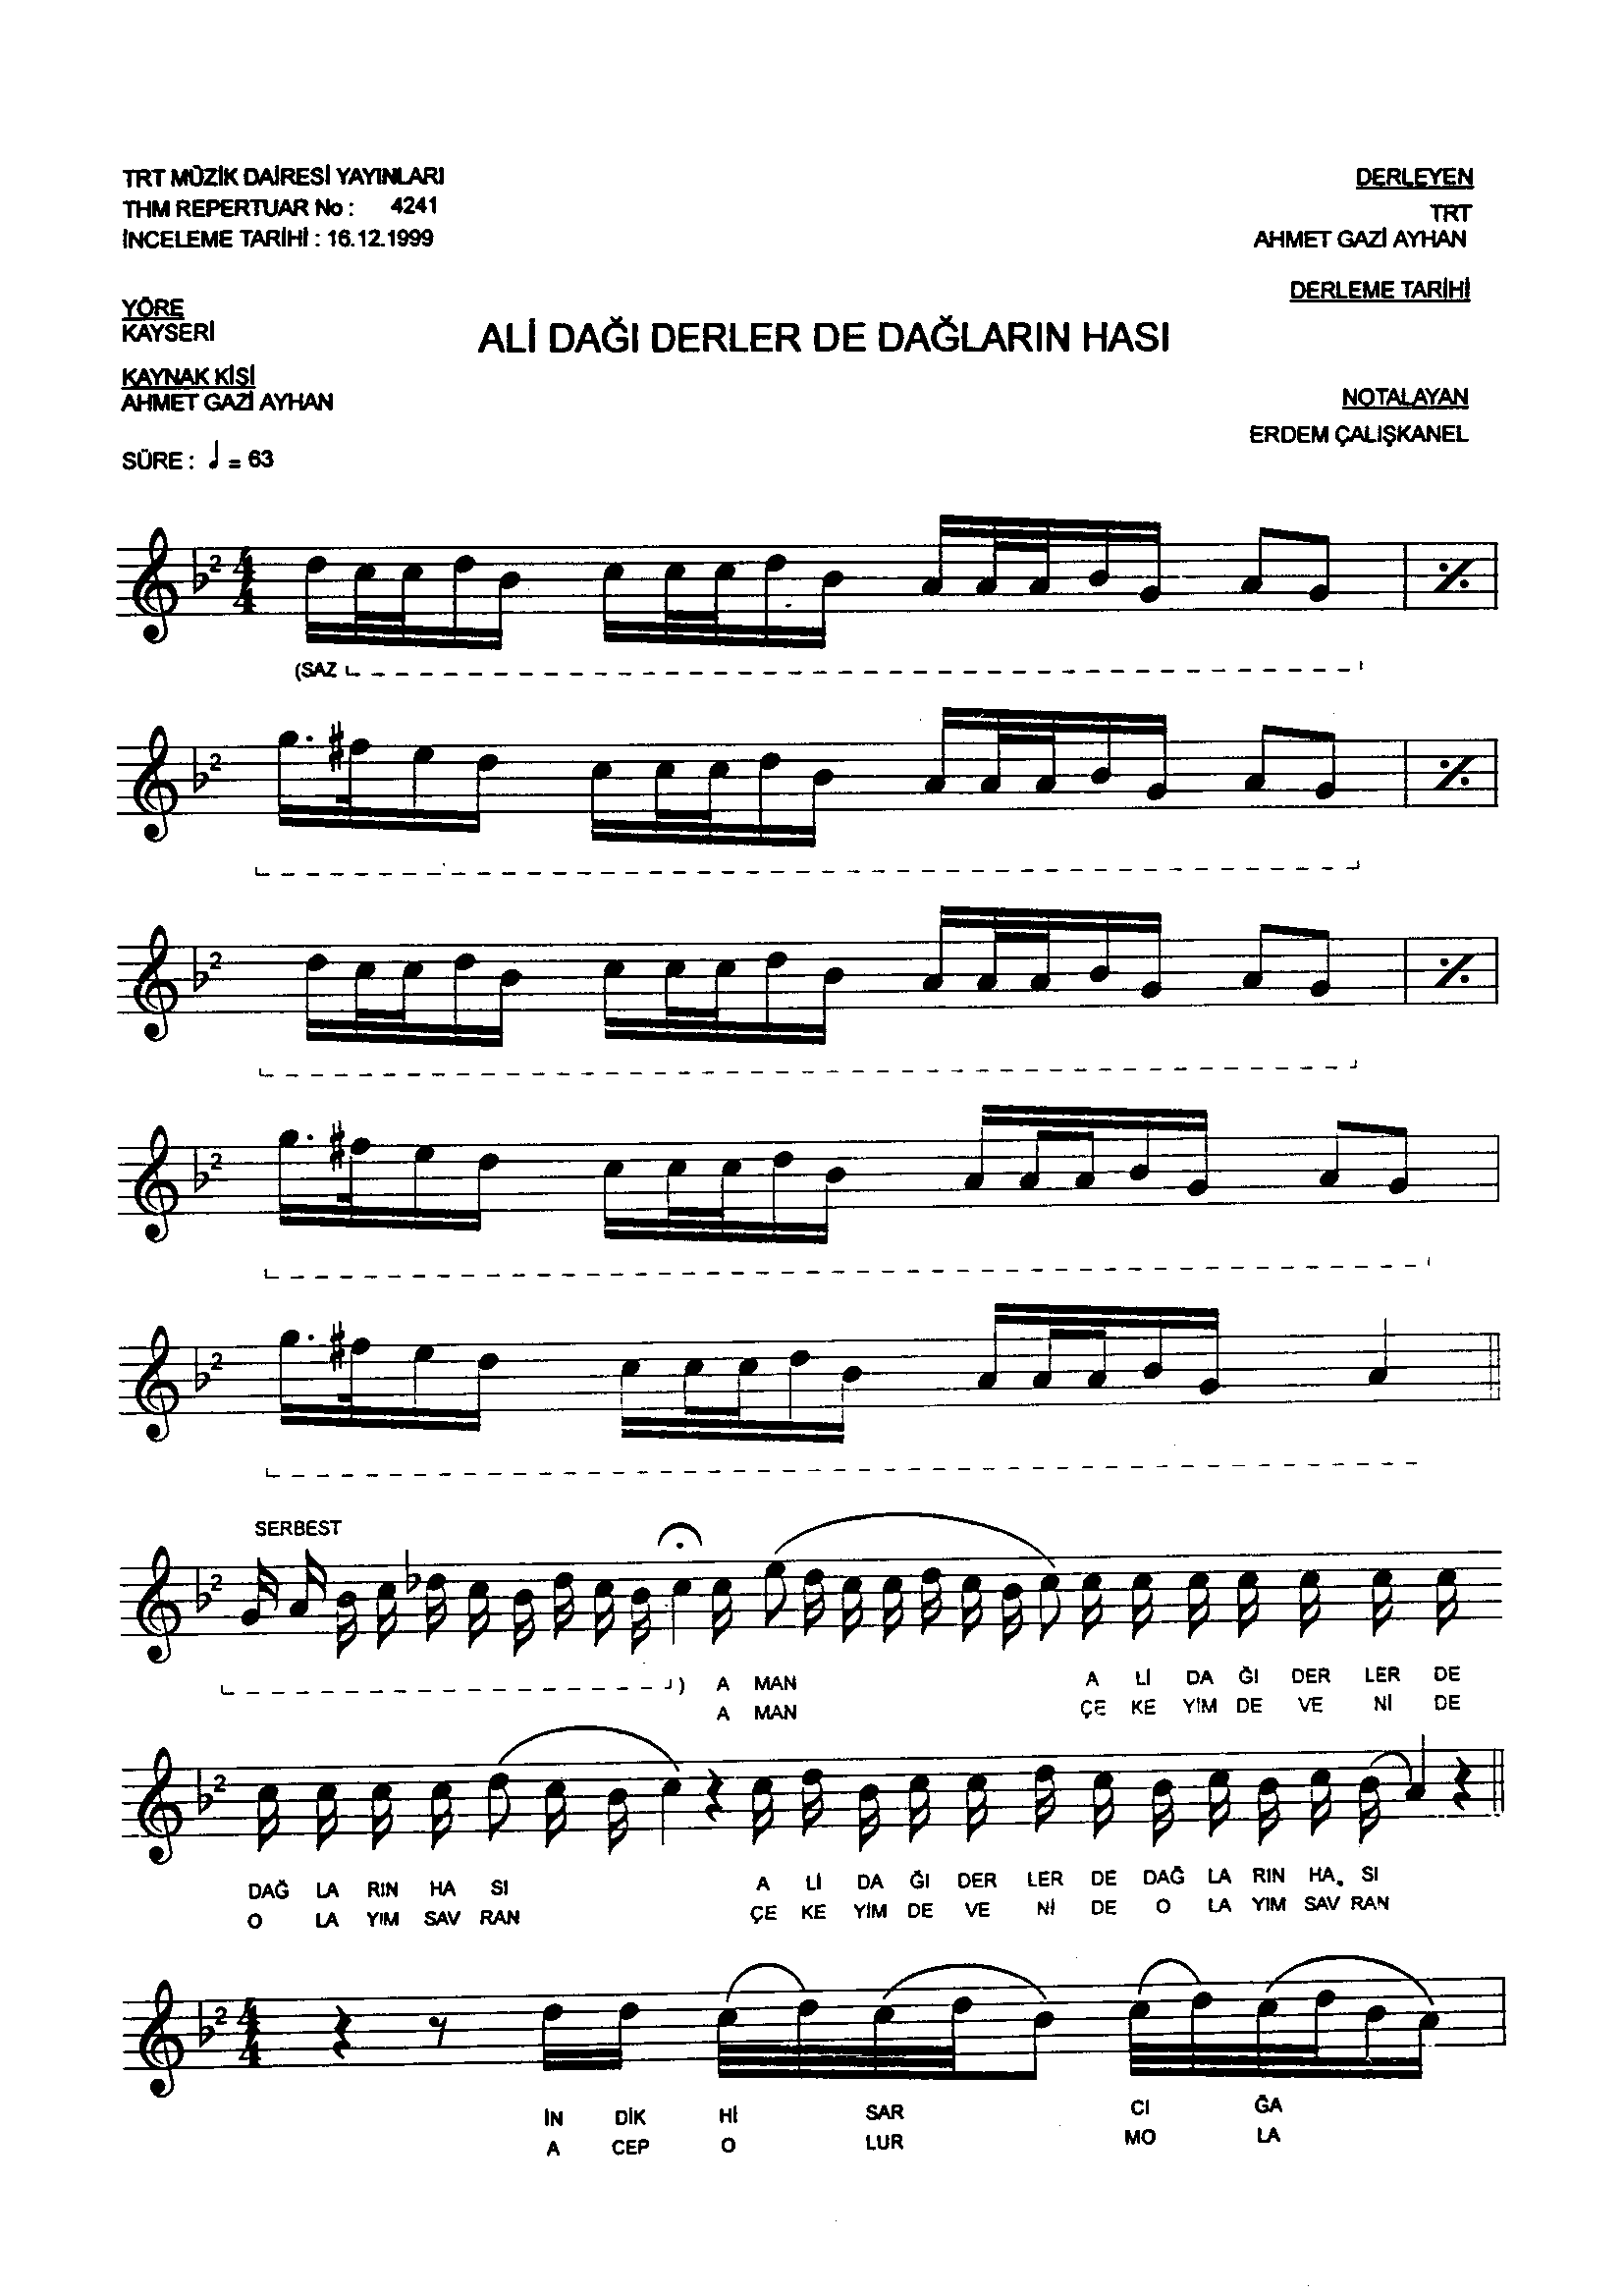 TRT MÜZİK DAİRESİ YAYINLARI
THM REPERTUAR No : 4241
İNCELEME TARİHİ : 16.12.1999
DERLEYEN
TRT
AHMET GAZİ AYHAN
DERLEME TARİHİ
YÖRE
KAYSERİ
ALİ DAĞI DERLER DE DAĞLARIN HASI
KAYNAK KİŞİ
AHMET GAZİ AYHAN
NOTALAYAN
ERDEM ÇALIŞKANEL
SÜRE : ♩ = 63
(SAZ
SERBEST
) A MAN A Lİ DA ĞI DER LER DE
A MAN ÇE KE YİM DE VE Nİ DE
DAĞ LA RIN HA SI A Lİ DA ĞI DER LER DE DAĞ LA RIN HA. SI
O LA YIM SAV RAN ÇE KE YİM DE VE Nİ DE O LA YIM SAV RAN
İN DİK Hİ SAR CI ĞA
A CEP O LUR MO LA